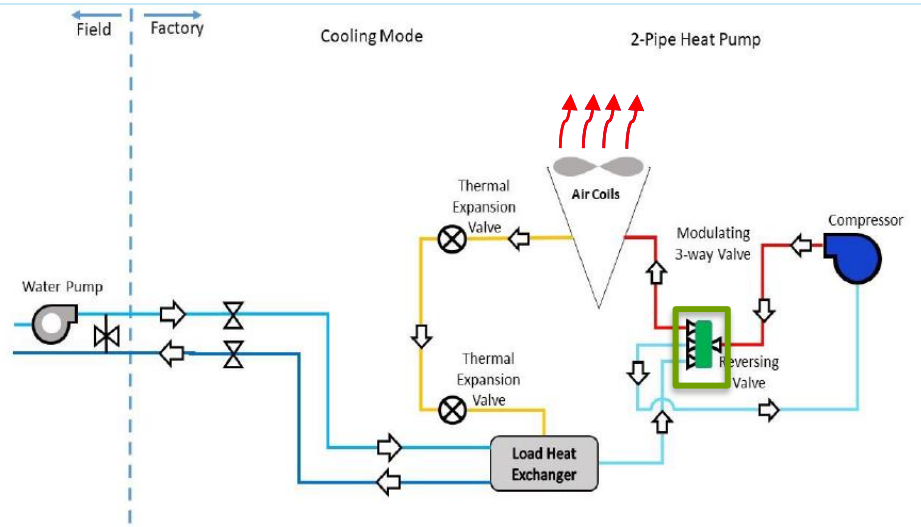 Field
Factory
Cooling Mode
2-Pipe Heat Pump
Air Coils
Thermal
Expansion
Valve
Modulating
3-way Valve
Compressor
Water Pump
Thermal
Expansion
Valve
Reversing
Valve
Load Heat
Exchanger